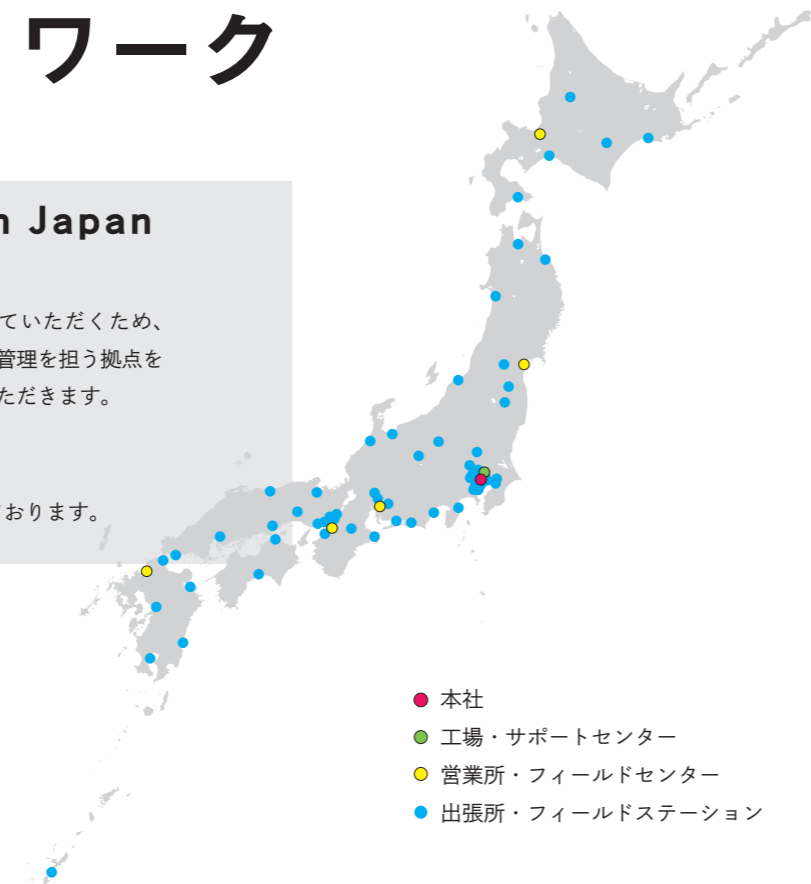 ワーク
Japan
ていただくため、
管理を担う拠点を
ただきます。
おります。
本社
工場・サポートセンター
営業所・フィールドセンター
出張所・フィールドステーション